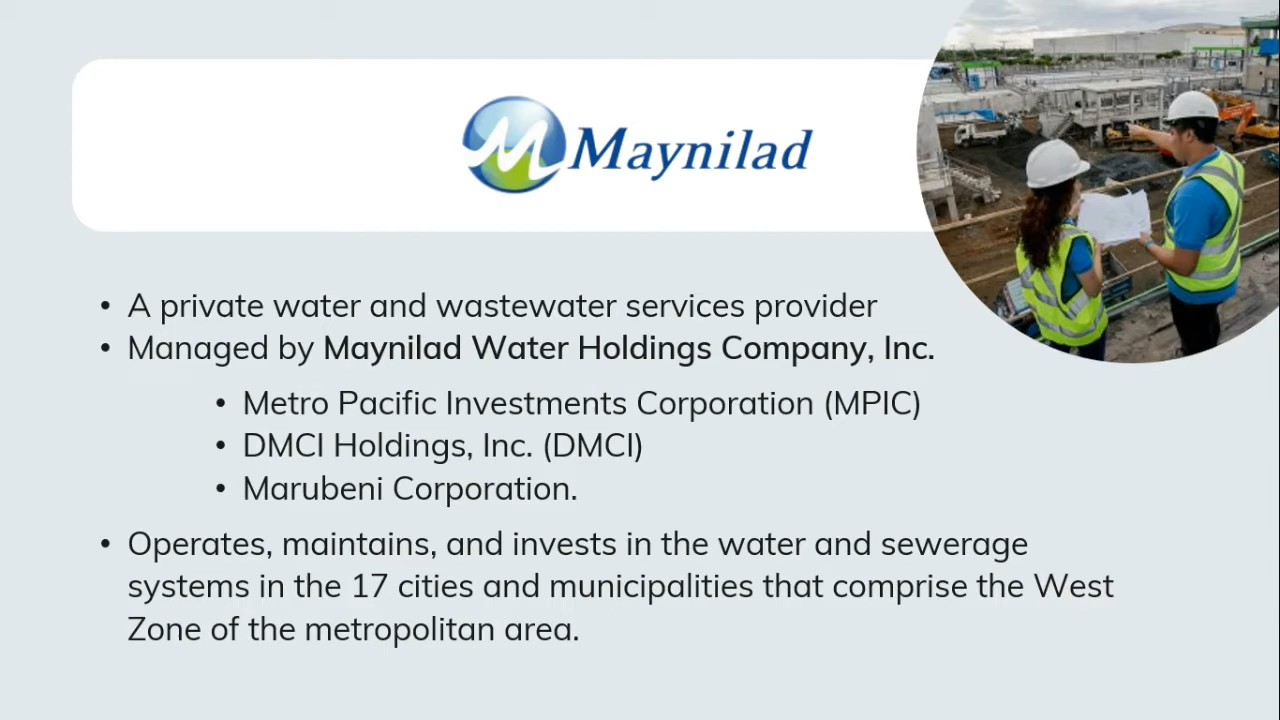 Maynilad
• A private water and wastewater services provider
• Managed by Maynilad Water Holdings Company, Inc.
• Metro Pacific Investments Corporation (MPIC)
• DMCI Holdings, Inc. (DMCI)
• Marubeni Corporation.
• Operates, maintains, and invests in the water and sewerage
systems in the 17 cities and municipalities that comprise the West
Zone of the metropolitan area.